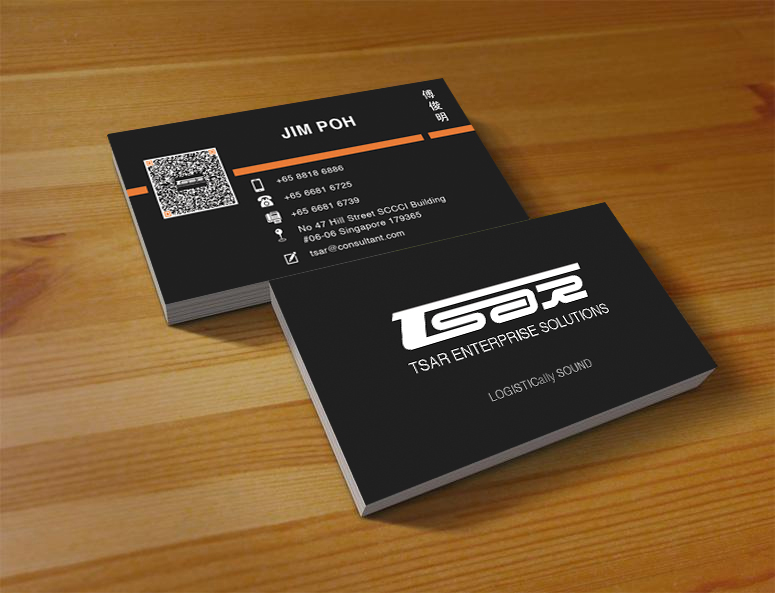 JIM POH
傅俊明
+65 8818 6886
+65 6681 6725
+65 6681 6739
No 47 Hill Street SCCCI Building
#06-06 Singapore 179365
tsar@consultant.com
tsar
TSAR ENTERPRISE SOLUTIONS
LOGISTICally SOUND